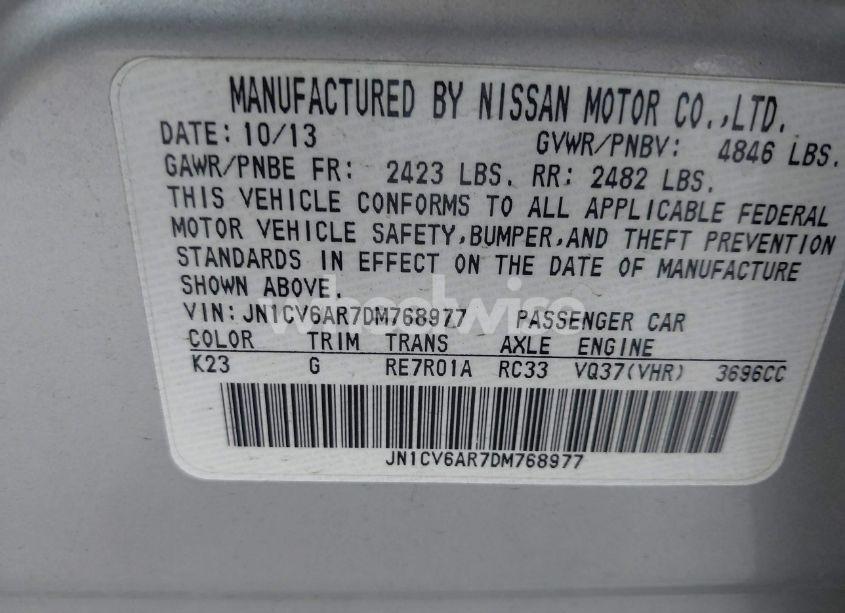 MANUFACTURED BY NISSAN MOTOR CO.,LTD.
DATE: 10/13 GVWR/PNBV: 4846 LBS.
GAWR/PNBE FR: 2423 LBS. RR: 2482 LBS.
THIS VEHICLE CONFORMS TO ALL APPLICABLE FEDERAL
MOTOR VEHICLE SAFETY,BUMPER,AND THEFT PREVENTION
STANDARDS IN EFFECT ON THE DATE OF MANUFACTURE
SHOWN ABOVE.
wheelwise
VIN:JN1CV6AR7DM768977 PASSENGER CAR
COLOR TRIM TRANS AXLE ENGINE
K23 G RE7R01A RC33 VQ37(VHR) 3696CC
JN1CV6AR7DM768977